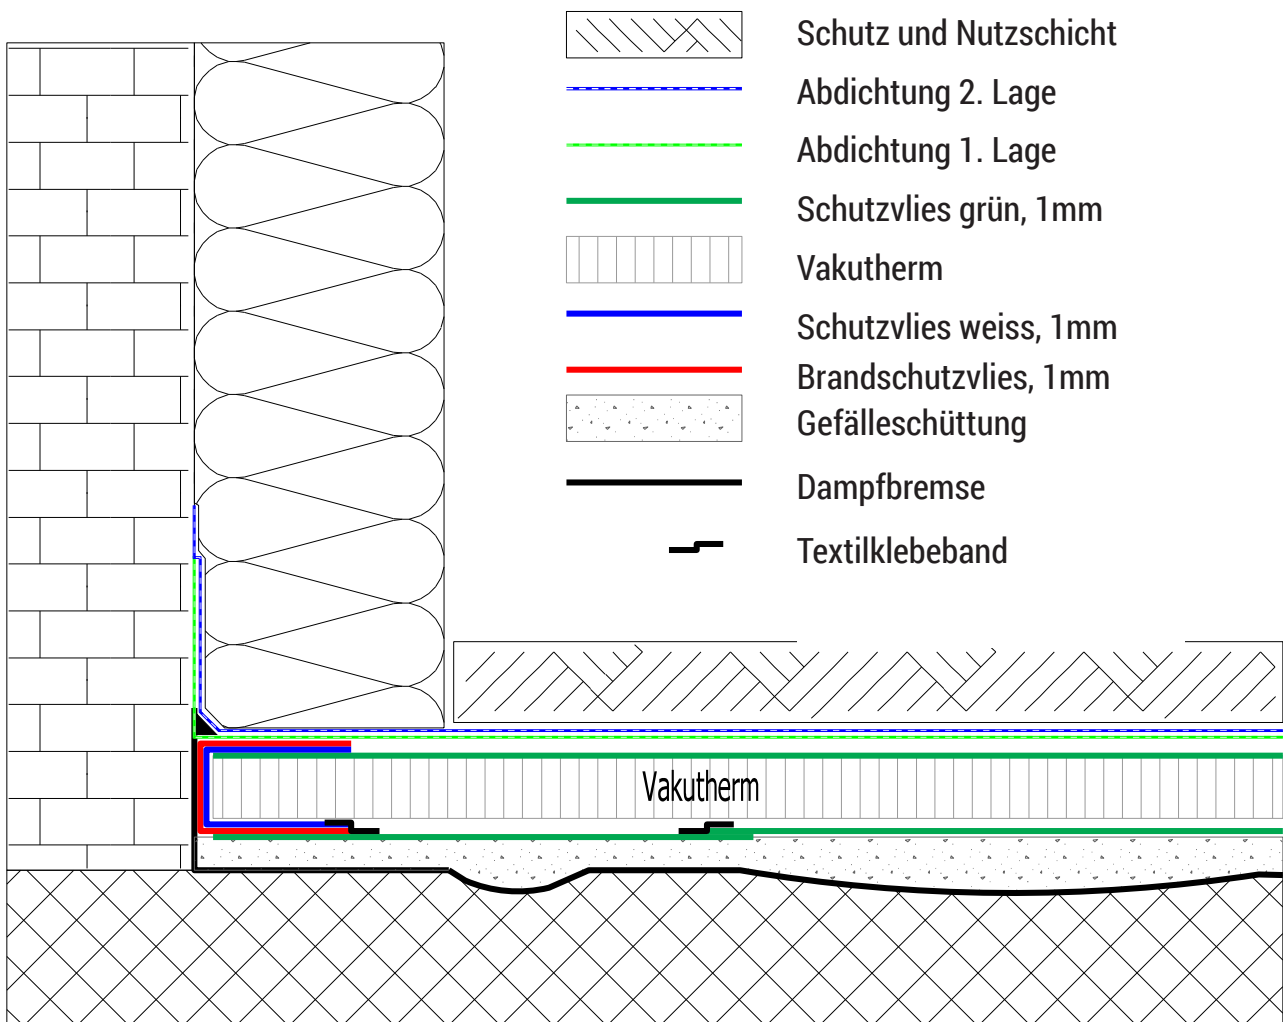 Schutz und Nutzschicht
Abdichtung 2. Lage
Abdichtung 1. Lage
Schutzvlies grün, 1mm
Vakutherm
Schutzvlies weiss, 1mm
Brandschutzvlies, 1mm
Gefälleschüttung
Dampfbremse
Textilklebeband
Vakutherm